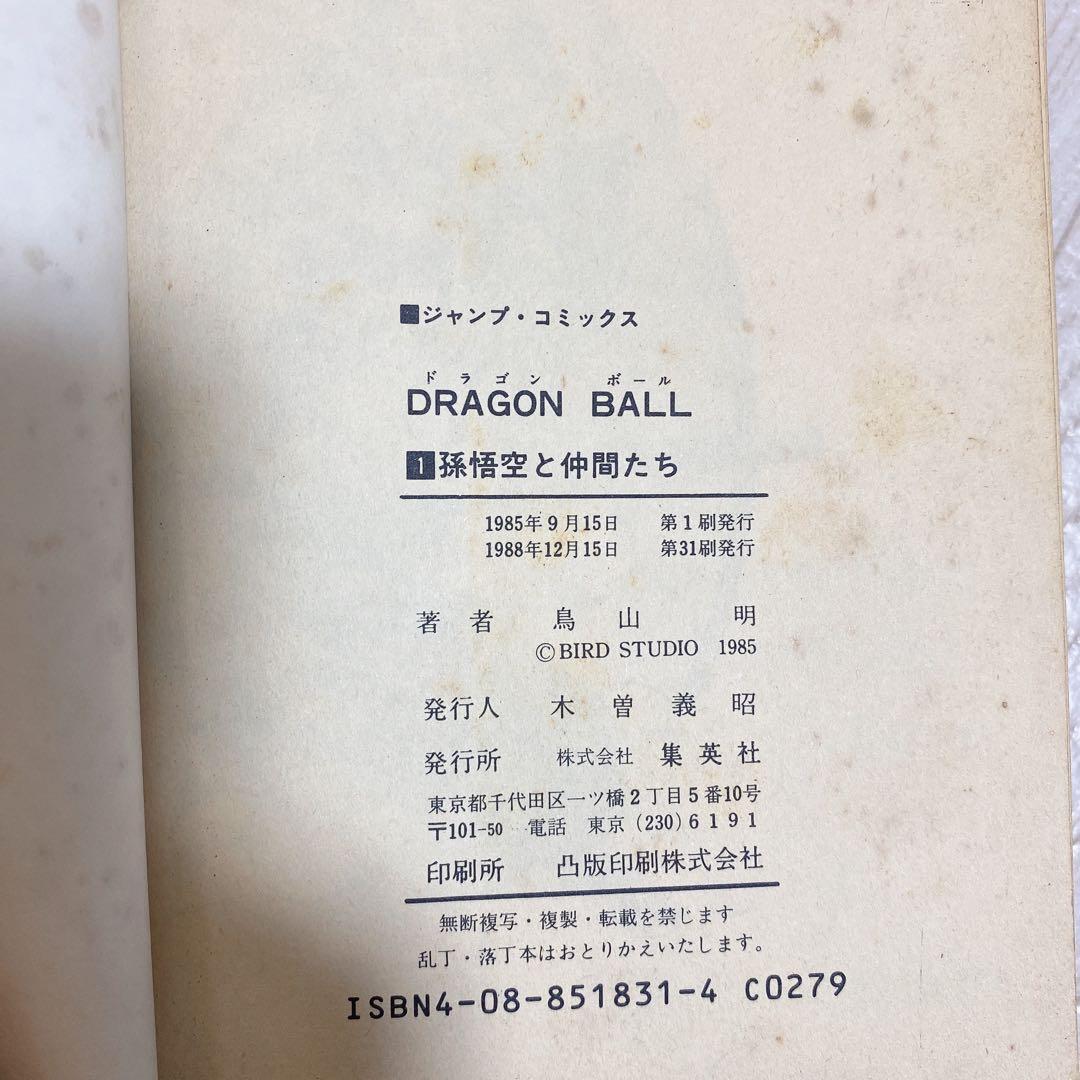 ■ジャンプ・コミックス
ドラゴン ボール
DRAGON BALL
1孫悟空と仲間たち
1985年9月15日 第1刷発行
1988年12月15日 第31刷発行
著者 鳥山 明
©BIRD STUDIO 1985
発行人 木曽義昭
発行所 株式会社 集英社
東京都千代田区一ツ橋2丁目5番10号
〒101-50 電話 東京(230)6191
印刷所 凸版印刷株式会社
無断複写・複製・転載を禁じます
乱丁・落丁本はおとりかえいたします。
ISBN4-08-851831-4 C0279